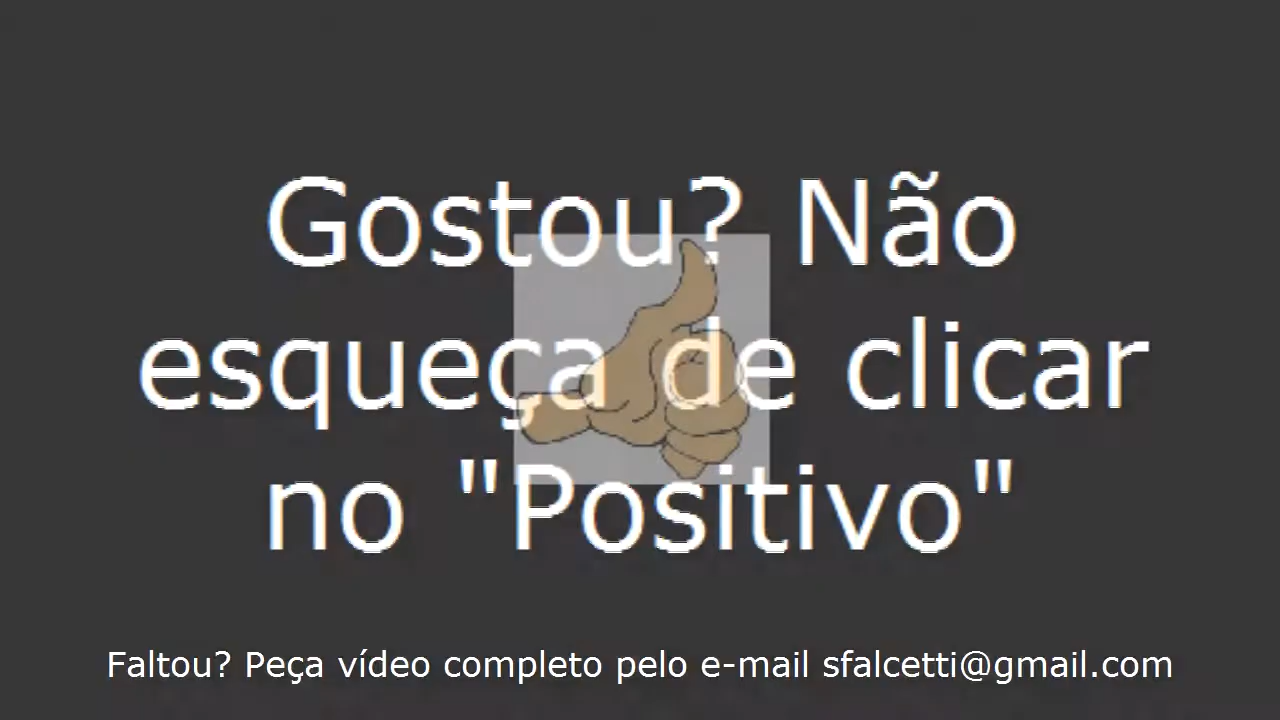 Gostou? Não
esqueça de clicar
no "Positivo"
Faltou? Peça vídeo completo pelo e-mail sfalcetti@gmail.com